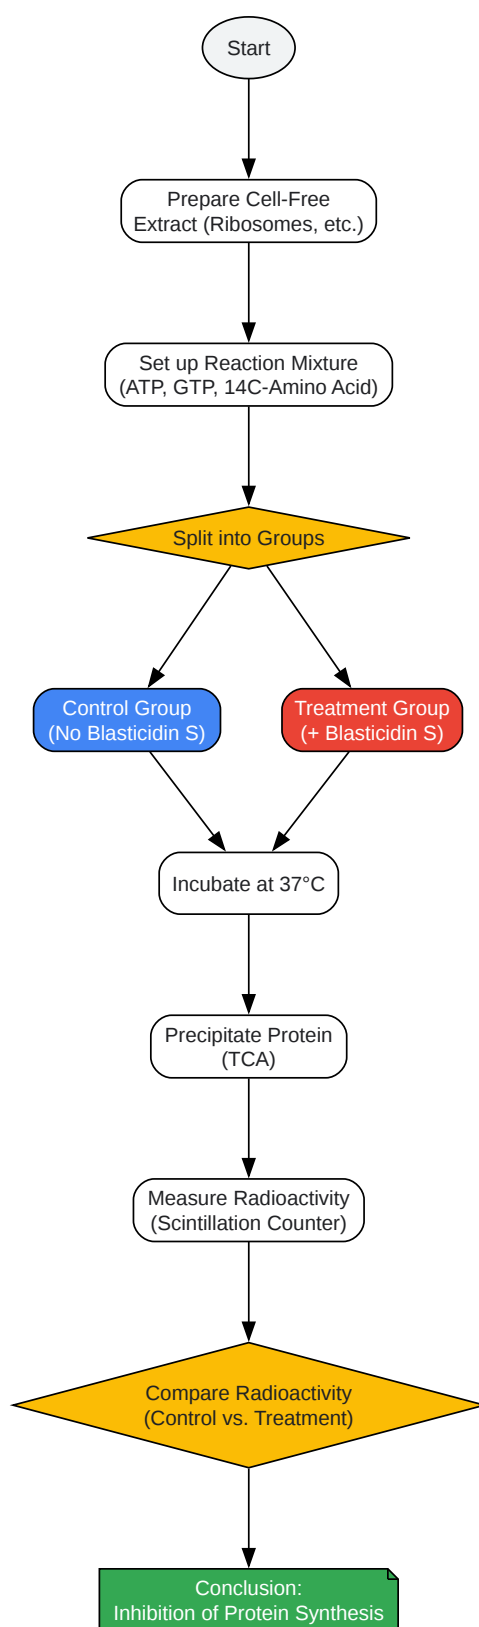 Start
Prepare Cell-Free
Extract (Ribosomes, etc.)
Set up Reaction Mixture
(ATP, GTP, 14C-Amino Acid)
Split into Groups
Control Group
(No Blasticidin S)
Treatment Group
(+ Blasticidin S)
Incubate at 37°C
Precipitate Protein
(TCA)
Measure Radioactivity
(Scintillation Counter)
Compare Radioactivity
(Control vs. Treatment)
Conclusion:
Inhibition of Protein Synthesis